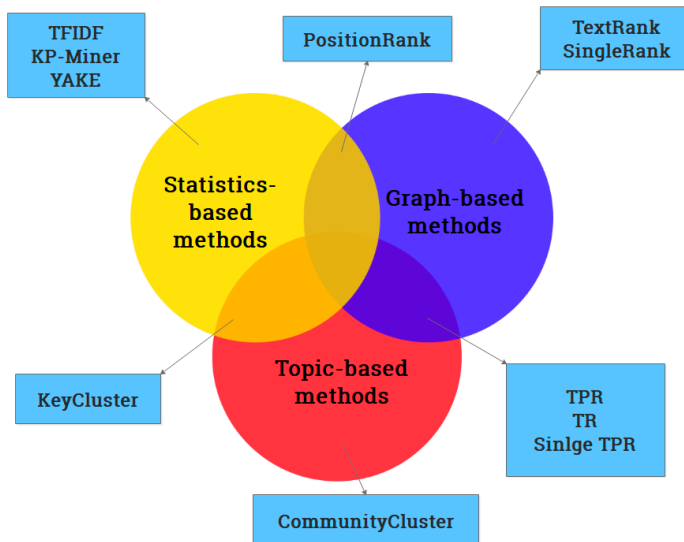 TFIDF
KP-Miner
YAKE
PositionRank
TextRank
SingleRank
Statistics-
based
methods
Graph-based
methods
Topic-based
methods
KeyCluster
TPR
TR
Sinlge TPR
CommunityCluster